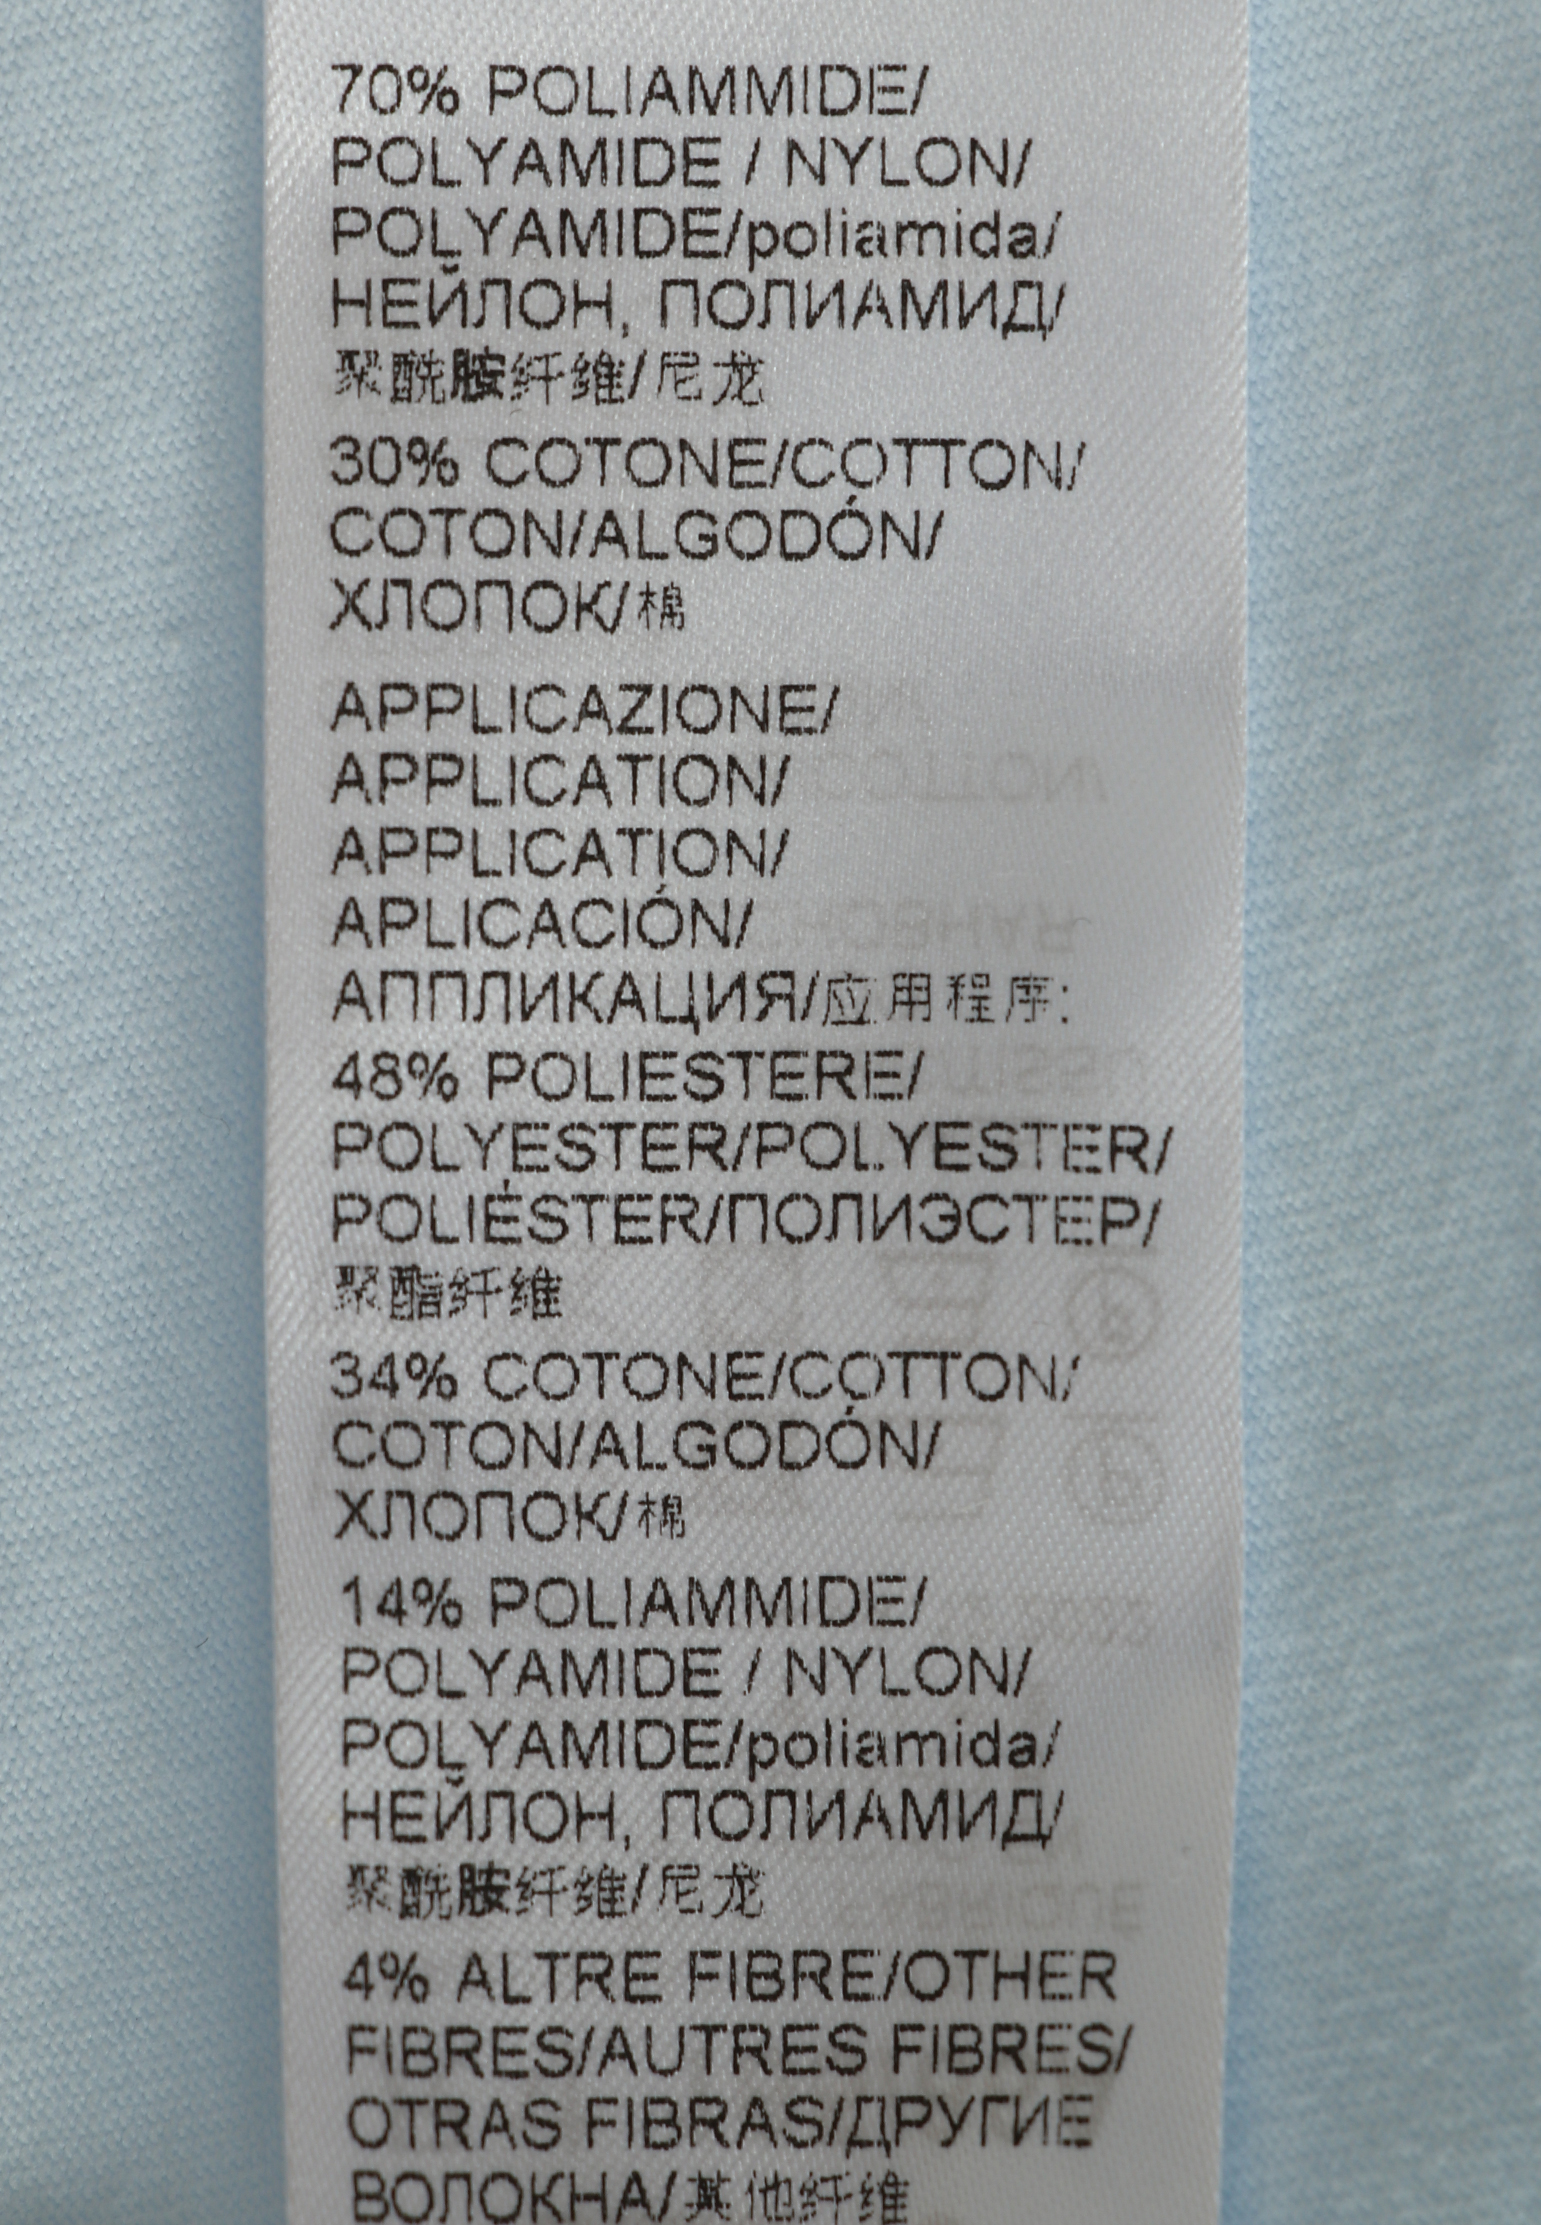 70% POLIAMMIDE/
POLYAMIDE / NYLON/
POLYAMIDE/poliamida/
НЕЙЛОН, ПОЛИАМИД/
聚酰胺纤维/尼龙
30% COTONE/COTTON/
COTON/ALGODÓN/
ХЛОПОК/棉
APPLICAZIONE/
APPLICATION/
APPLICATION/
APLICACIÓN/
АППЛИКАЦИЯ/应用程序:
48% POLIESTERE/
POLYESTER/POLYESTER/
POLIÉSTER/ПОЛИЭСТЕР/
聚酯纤维
34% COTONE/COTTON/
COTON/ALGODÓN/
ХЛОПОК/棉
14% POLIAMMIDE/
POLYAMIDE / NYLON/
POLYAMIDE/poliamida/
НЕЙЛОН, ПОЛИАМИД/
聚酰胺纤维/尼龙
4% ALTRE FIBRE/OTHER
FIBRES/AUTRES FIBRES/
OTRAS FIBRAS/ДРУГИЕ
ВОЛОКНА/其他纤维